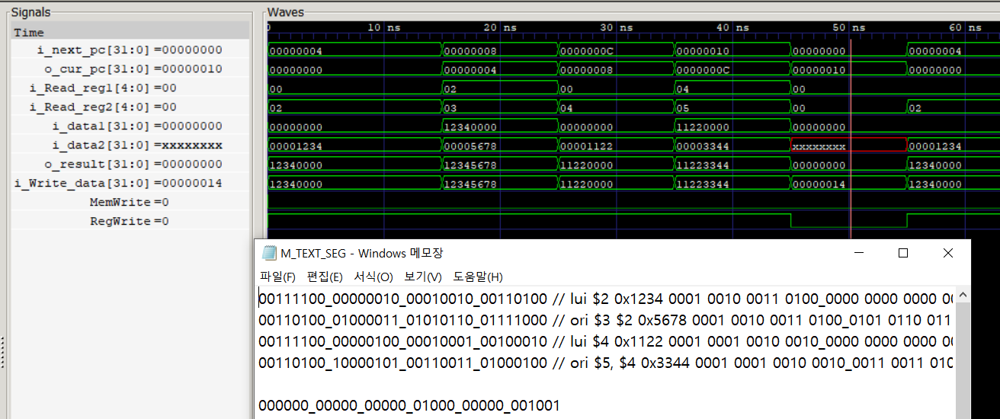 Signals
Waves
Time
0 10 ns 20 ns 30 ns 40 ns 50 ns 60 ns
i_next_pc[31:0] =00000000 00000004 00000008 0000000C 00000010 00000000 00000004
o_cur_pc[31:0] =00000010 00000000 00000004 00000008 0000000C 00000010 00000000
i_Read_reg1[4:0] =00 00 02 00 04 00
i_Read_reg2[4:0] =00 02 03 04 05 00 02
i_data1[31:0] =00000000 00000000 12340000 00000000 11220000 00000000
i_data2[31:0] =xxxxxxxx 00001234 00005678 00001122 00003344 xxxxxxxx 00001234
o_result[31:0] =00000000 12340000 12345678 11220000 11223344 00000000 12340000
i_Write_data[31:0] =00000014 12340000 12345678 11220000 11223344 00000014 12340000
MemWrite =0
RegWrite =0
M_TEXT_SEG - Windows 메모장
파일(F) 편집(E) 서식(O) 보기(V) 도움말(H)
00111100_00000010_00010010_00110100 // lui $2 0x1234 0001 0010 0011 0100_0000 0000 0000 00
00110100_01000011_01010110_01111000 // ori $3 $2 0x5678 0001 0010 0011 0100_0101 0110 011
00111100_00000100_00010001_00100010 // lui $4 0x1122 0001 0001 0010 0010_0000 0000 0000 00
00110100_10000101_00110011_01000100 // ori $5, $4 0x3344 0001 0001 0010 0010_0011 0011 010
000000_00000_00000_01000_00000_001001